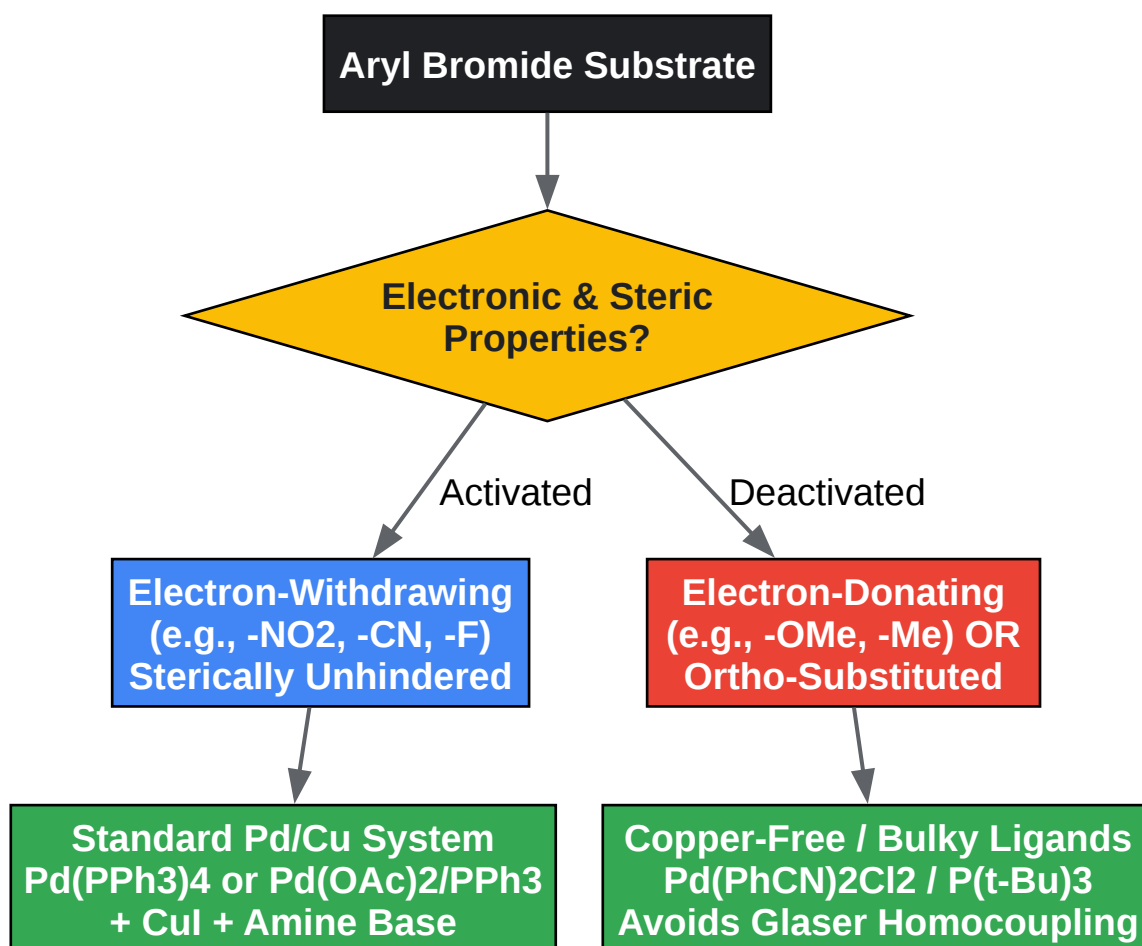 Aryl Bromide Substrate
Electronic & Steric
Properties?
Activated
Deactivated
Electron-Withdrawing
(e.g., -NO2, -CN, -F)
Sterically Unhindered
Electron-Donating
(e.g., -OMe, -Me) OR
Ortho-Substituted
Standard Pd/Cu System
Pd(PPh3)4 or Pd(OAc)2/PPh3
+ CuI + Amine Base
Copper-Free / Bulky Ligands
Pd(PhCN)2Cl2 / P(t-Bu)3
Avoids Glaser Homocoupling